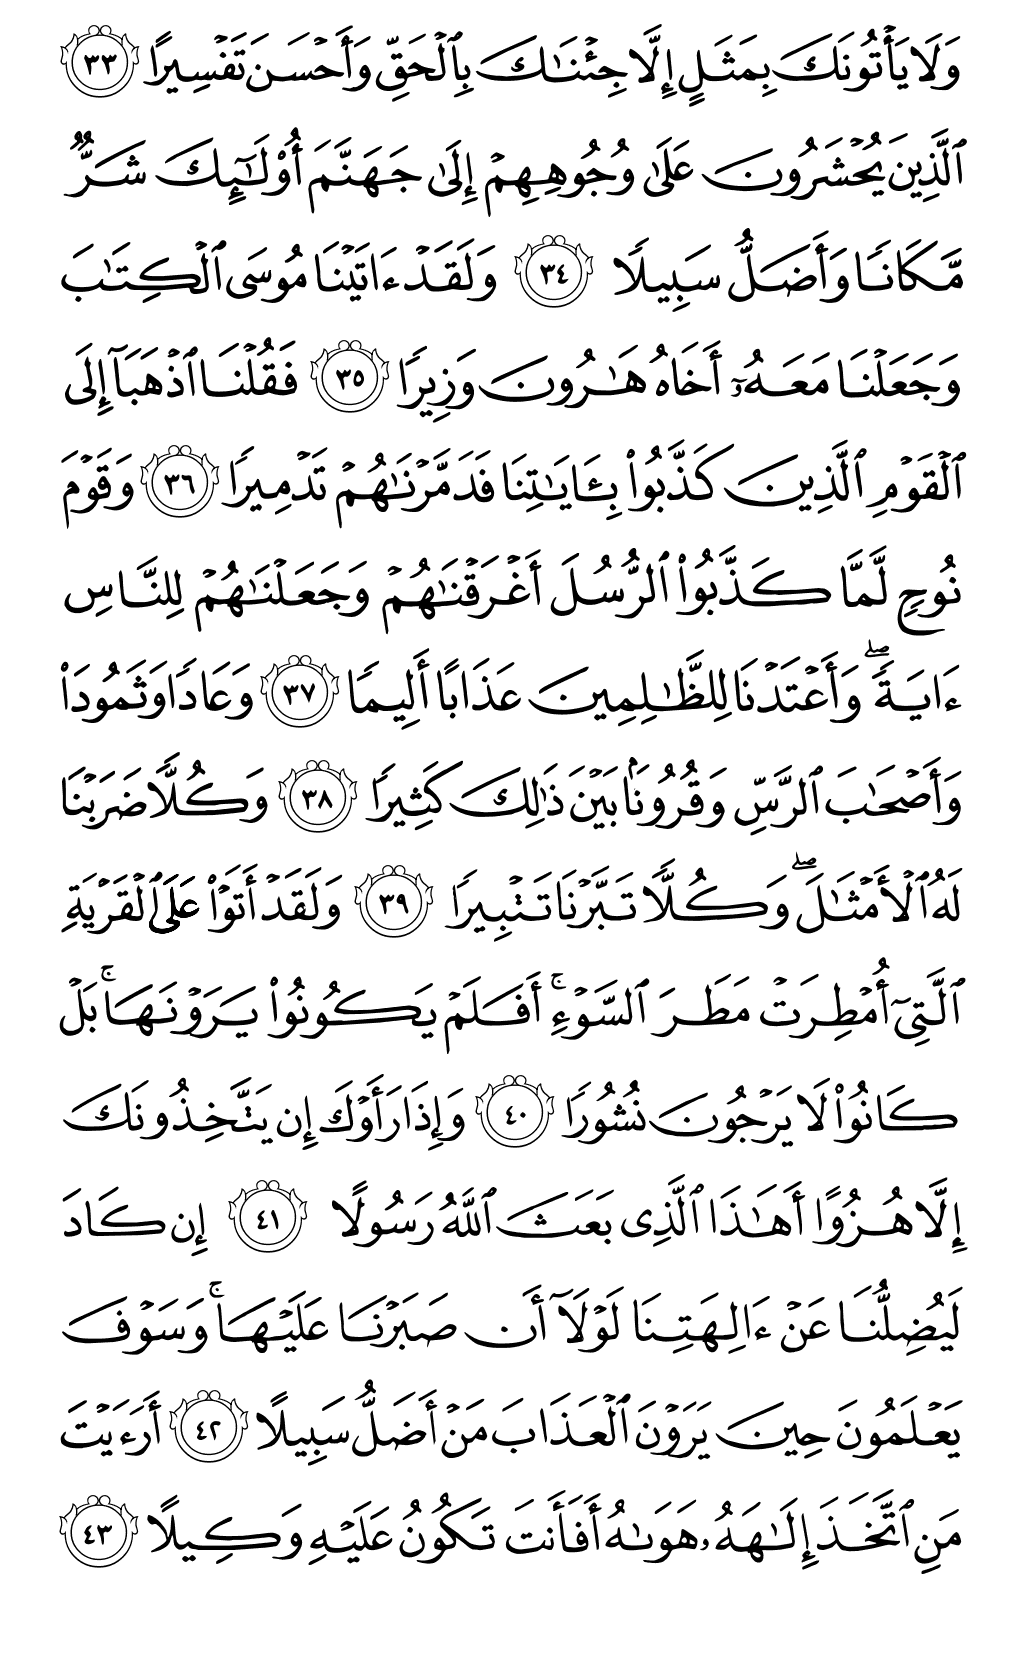 وَلَا يَأۡتُونَكَ بِمَثَلٍ إِلَّا جِئۡنَٰكَ بِٱلۡحَقِّ وَأَحۡسَنَ تَفۡسِيرًا ٣٣
ٱلَّذِينَ يُحۡشَرُونَ عَلَىٰ وُجُوهِهِمۡ إِلَىٰ جَهَنَّمَ أُوْلَٰٓئِكَ شَرّٞ
مَّكَانٗا وَأَضَلُّ سَبِيلٗا ٣٤ وَلَقَدۡ ءَاتَيۡنَا مُوسَى ٱلۡكِتَٰبَ
وَجَعَلۡنَا مَعَهُۥٓ أَخَاهُ هَٰرُونَ وَزِيرٗا ٣٥ فَقُلۡنَا ٱذۡهَبَآ إِلَى
ٱلۡقَوۡمِ ٱلَّذِينَ كَذَّبُواْ بِـَٔايَٰتِنَا فَدَمَّرۡنَٰهُمۡ تَدۡمِيرٗا ٣٦ وَقَوۡمَ
نُوحٖ لَّمَّا كَذَّبُواْ ٱلرُّسُلَ أَغۡرَقۡنَٰهُمۡ وَجَعَلۡنَٰهُمۡ لِلنَّاسِ
ءَايَةٗۖ وَأَعۡتَدۡنَا لِلظَّٰلِمِينَ عَذَابًا أَلِيمٗا ٣٧ وَعَادٗا وَثَمُودَاْ
وَأَصۡحَٰبَ ٱلرَّسِّ وَقُرُونَۢا بَيۡنَ ذَٰلِكَ كَثِيرٗا ٣٨ وَكُلّٗا ضَرَبۡنَا
لَهُ ٱلۡأَمۡثَٰلَۖ وَكُلّٗا تَبَّرۡنَا تَتۡبِيرٗا ٣٩ وَلَقَدۡ أَتَوۡاْ عَلَى ٱلۡقَرۡيَةِ
ٱلَّتِيٓ أُمۡطِرَتۡ مَطَرَ ٱلسَّوۡءِۚ أَفَلَمۡ يَكُونُواْ يَرَوۡنَهَاۚ بَلۡ
كَانُواْ لَا يَرۡجُونَ نُشُورٗا ٤٠ وَإِذَا رَأَوۡكَ إِن يَتَّخِذُونَكَ
إِلَّا هُزُوًا أَهَٰذَا ٱلَّذِي بَعَثَ ٱللَّهُ رَسُولًا ٤١ إِن كَادَ
لَيُضِلُّنَا عَنۡ ءَالِهَتِنَا لَوۡلَآ أَن صَبَرۡنَا عَلَيۡهَاۚ وَسَوۡفَ
يَعۡلَمُونَ حِينَ يَرَوۡنَ ٱلۡعَذَابَ مَنۡ أَضَلُّ سَبِيلًا ٤٢ أَرَءَيۡتَ
مَنِ ٱتَّخَذَ إِلَٰهَهُۥ هَوَىٰهُ أَفَأَنتَ تَكُونُ عَلَيۡهِ وَكِيلًا ٤٣